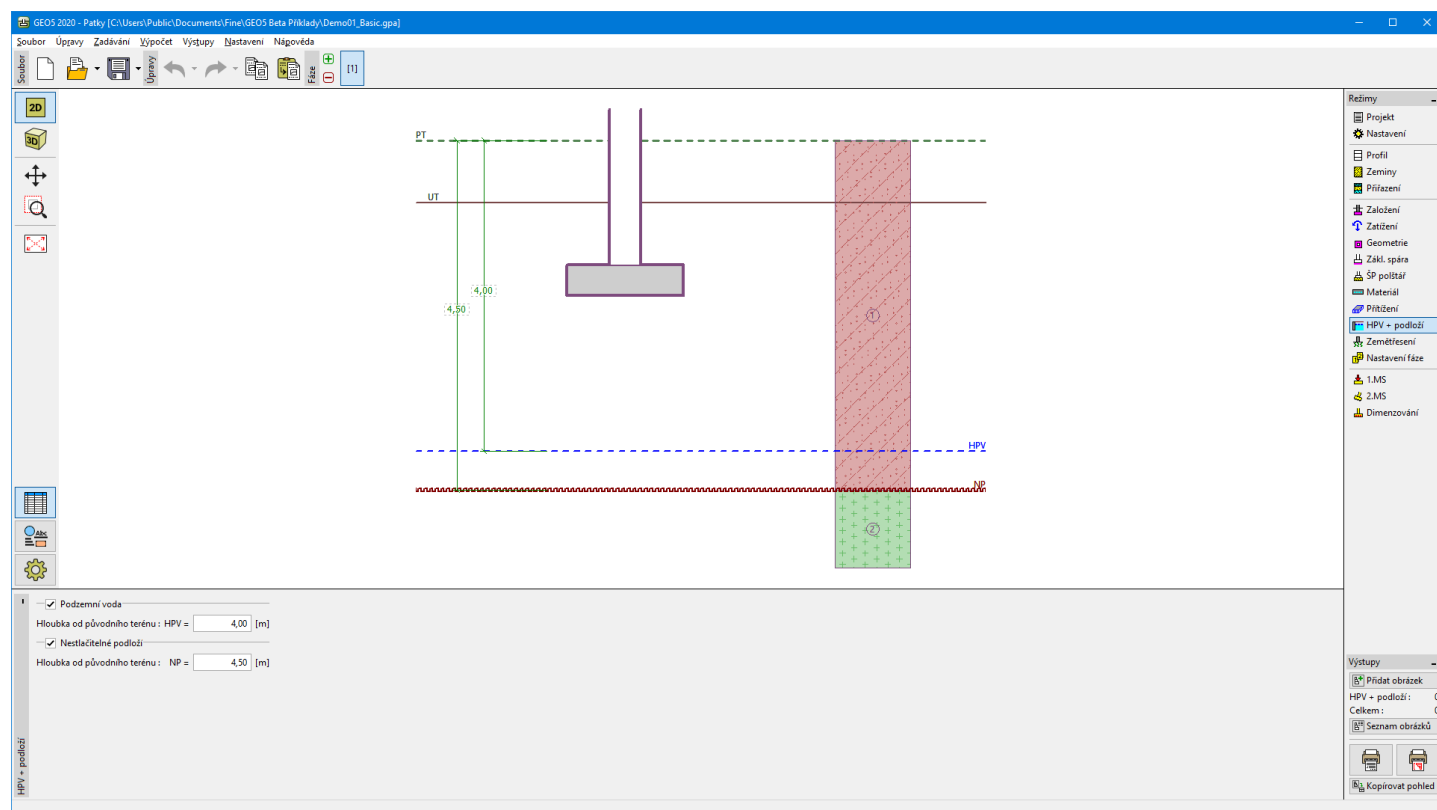 GEO5 2020 - Patky [C:\Users\Public\Documents\Fine\GEO5 Beta Příklady\Demo01_Basic.gpa]
Soubor Úpravy Zadávání Výpočet Výstupy Nastavení Nápověda
Soubor
Úpravy
Fáze
[1]
2D
3D
PT
UT
4,00
4,50
1
HPV
NP
2
Abc
Režimy
Projekt
Nastavení
Profil
Zeminy
Přiřazení
Založení
Zatížení
Geometrie
Zákl. spára
ŠP polštář
Materiál
Přitížení
HPV + podloží
Zemětřesení
Nastavení fáze
1.MS
2.MS
Dimenzování
Podzemní voda
Hloubka od původního terénu : HPV = 4,00 [m]
Nestlačitelné podloží
Hloubka od původního terénu : NP = 4,50 [m]
HPV + podloží
Výstupy
Přidat obrázek
HPV + podloží :
Celkem :
Seznam obrázků
Kopírovat pohled